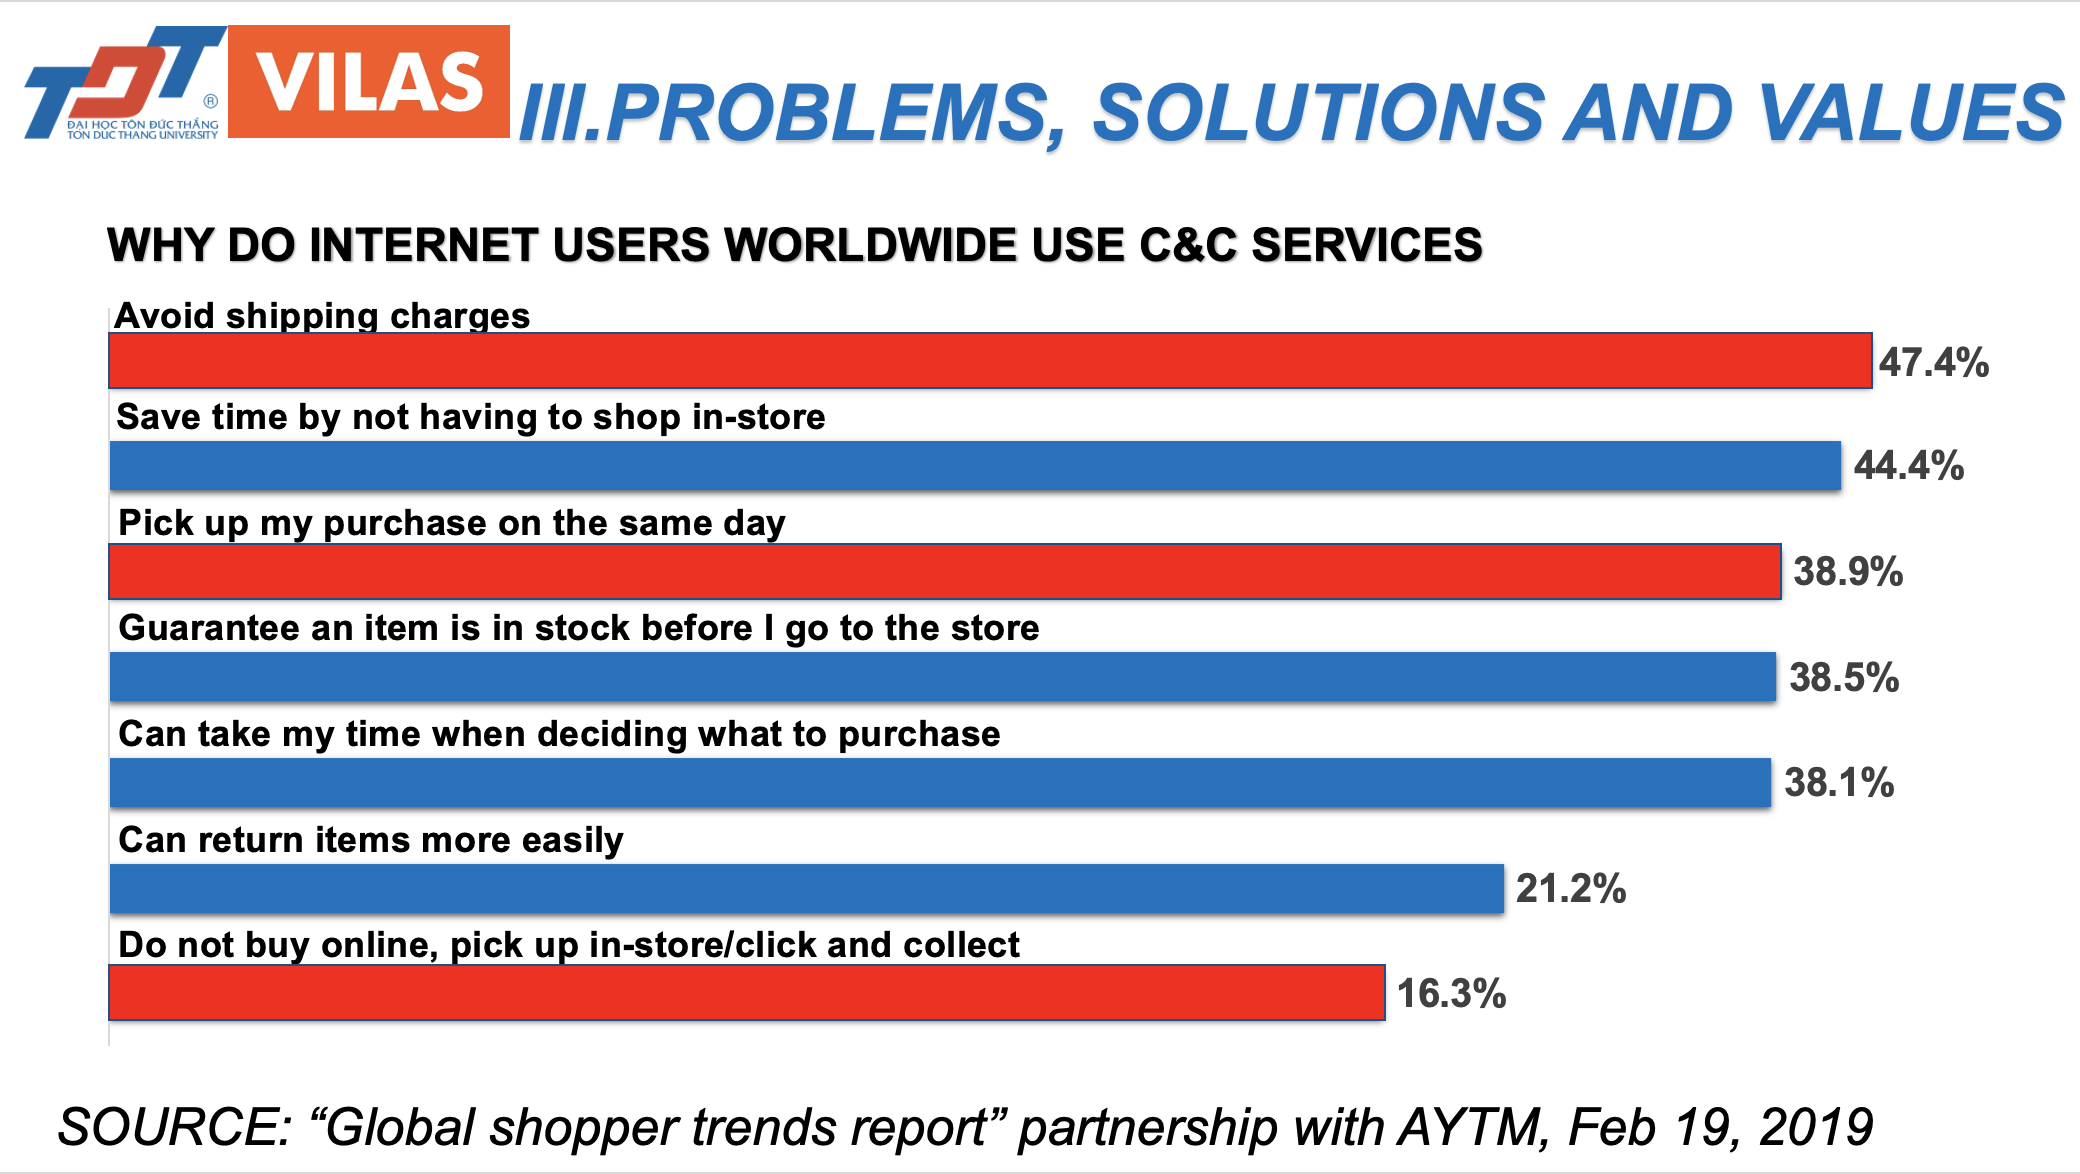 TDT
®
ĐẠI HỌC TÔN ĐỨC THẮNG
TON DUC THANG UNIVERSITY
VILAS
III.PROBLEMS, SOLUTIONS AND VALUES
WHY DO INTERNET USERS WORLDWIDE USE C&C SERVICES
Avoid shipping charges
47.4%
Save time by not having to shop in-store
44.4%
Pick up my purchase on the same day
38.9%
Guarantee an item is in stock before I go to the store
38.5%
Can take my time when deciding what to purchase
38.1%
Can return items more easily
21.2%
Do not buy online, pick up in-store/click and collect
16.3%
SOURCE: “Global shopper trends report” partnership with AYTM, Feb 19, 2019